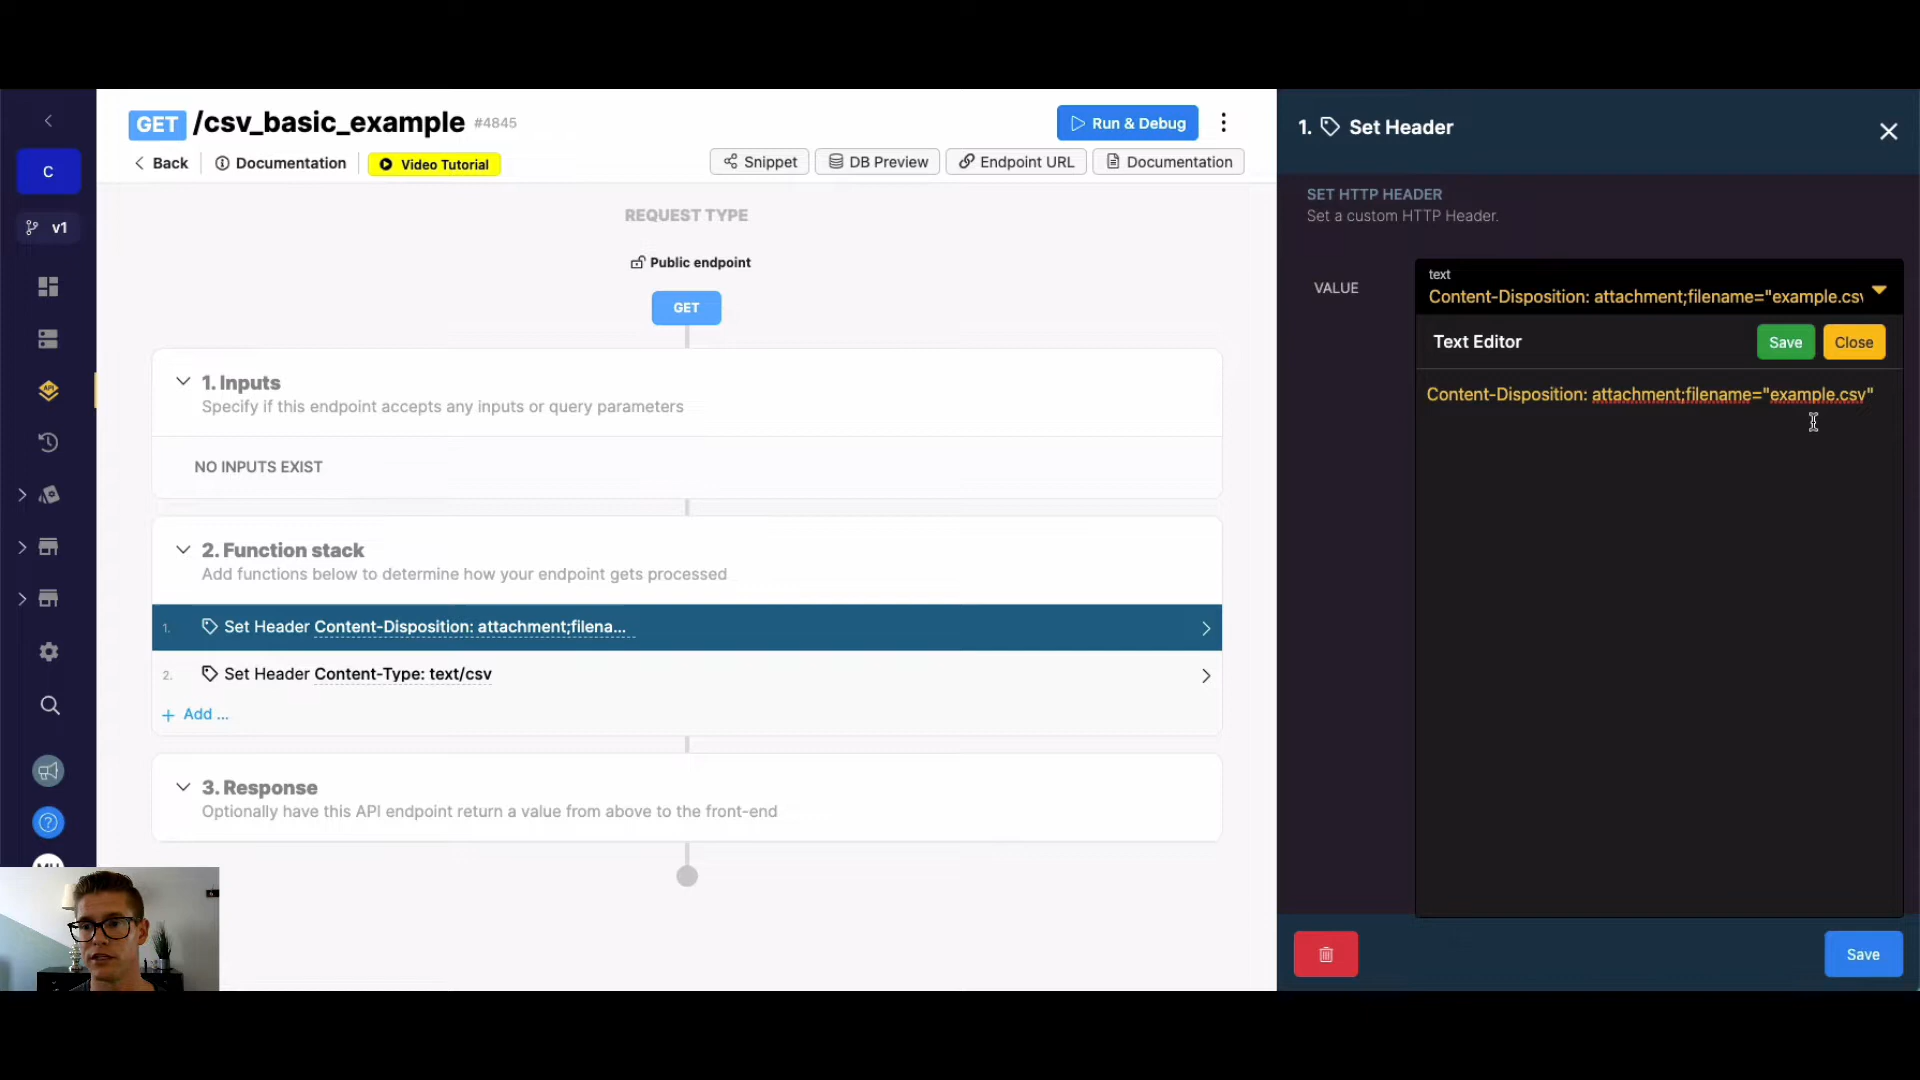 GET /csv_basic_example #4845
Run & Debug
Back
Documentation
Video Tutorial
Snippet
DB Preview
Endpoint URL
Documentation
C
v1
API
REQUEST TYPE
Public endpoint
GET
1. Inputs
Specify if this endpoint accepts any inputs or query parameters
NO INPUTS EXIST
2. Function stack
Add functions below to determine how your endpoint gets processed
1. Set Header Content-Disposition: attachment;filena...
2. Set Header Content-Type: text/csv
+ Add ...
3. Response
Optionally have this API endpoint return a value from above to the front-end
1. Set Header
SET HTTP HEADER
Set a custom HTTP Header.
VALUE
text
Content-Disposition: attachment;filename="example.csv
Text Editor
Save
Close
Content-Disposition: attachment;filename="example.csv"
Save